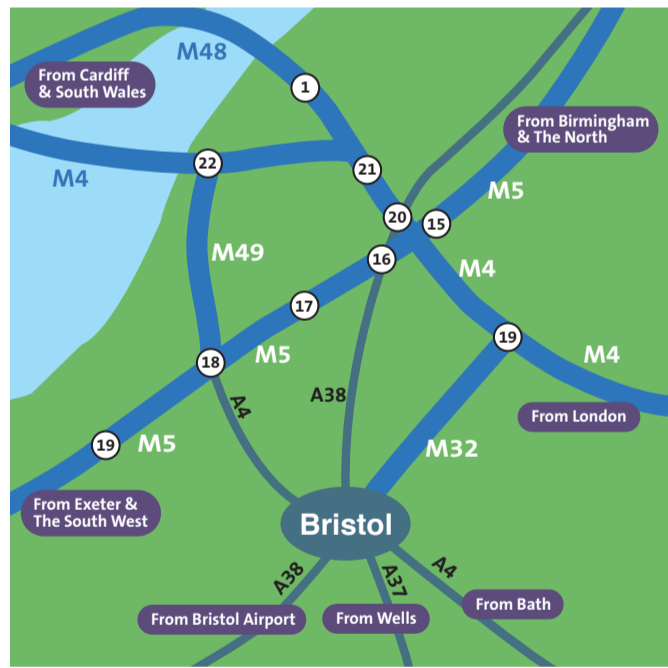 M48
From Cardiff
& South Wales
1
From Birmingham
& The North
M4
22
21
M5
20
15
M49
16
M4
17
19
M5
M4
18
A4
A38
From London
19
M5
M32
From Exeter &
The South West
Bristol
A38
A37
A4
From Bristol Airport
From Wells
From Bath